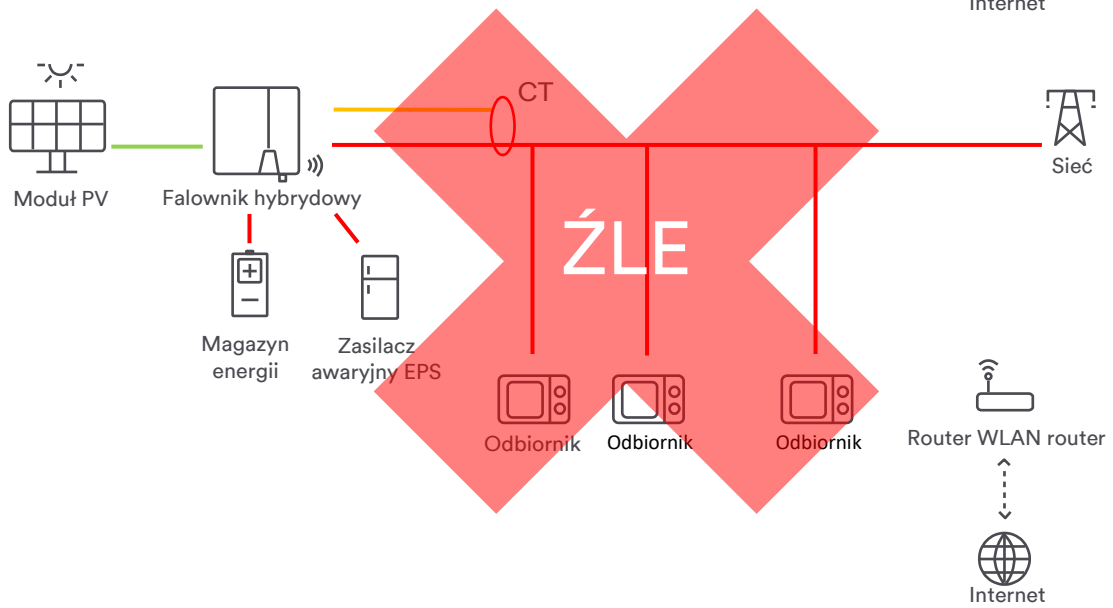 Internet
CT
Moduł PV
Falownik hybrydowy
Sieć
ŹLE
Magazyn
energii
Zasilacz
awaryjny EPS
Odbiornik
Odbiornik
Odbiornik
Router WLAN router
Internet